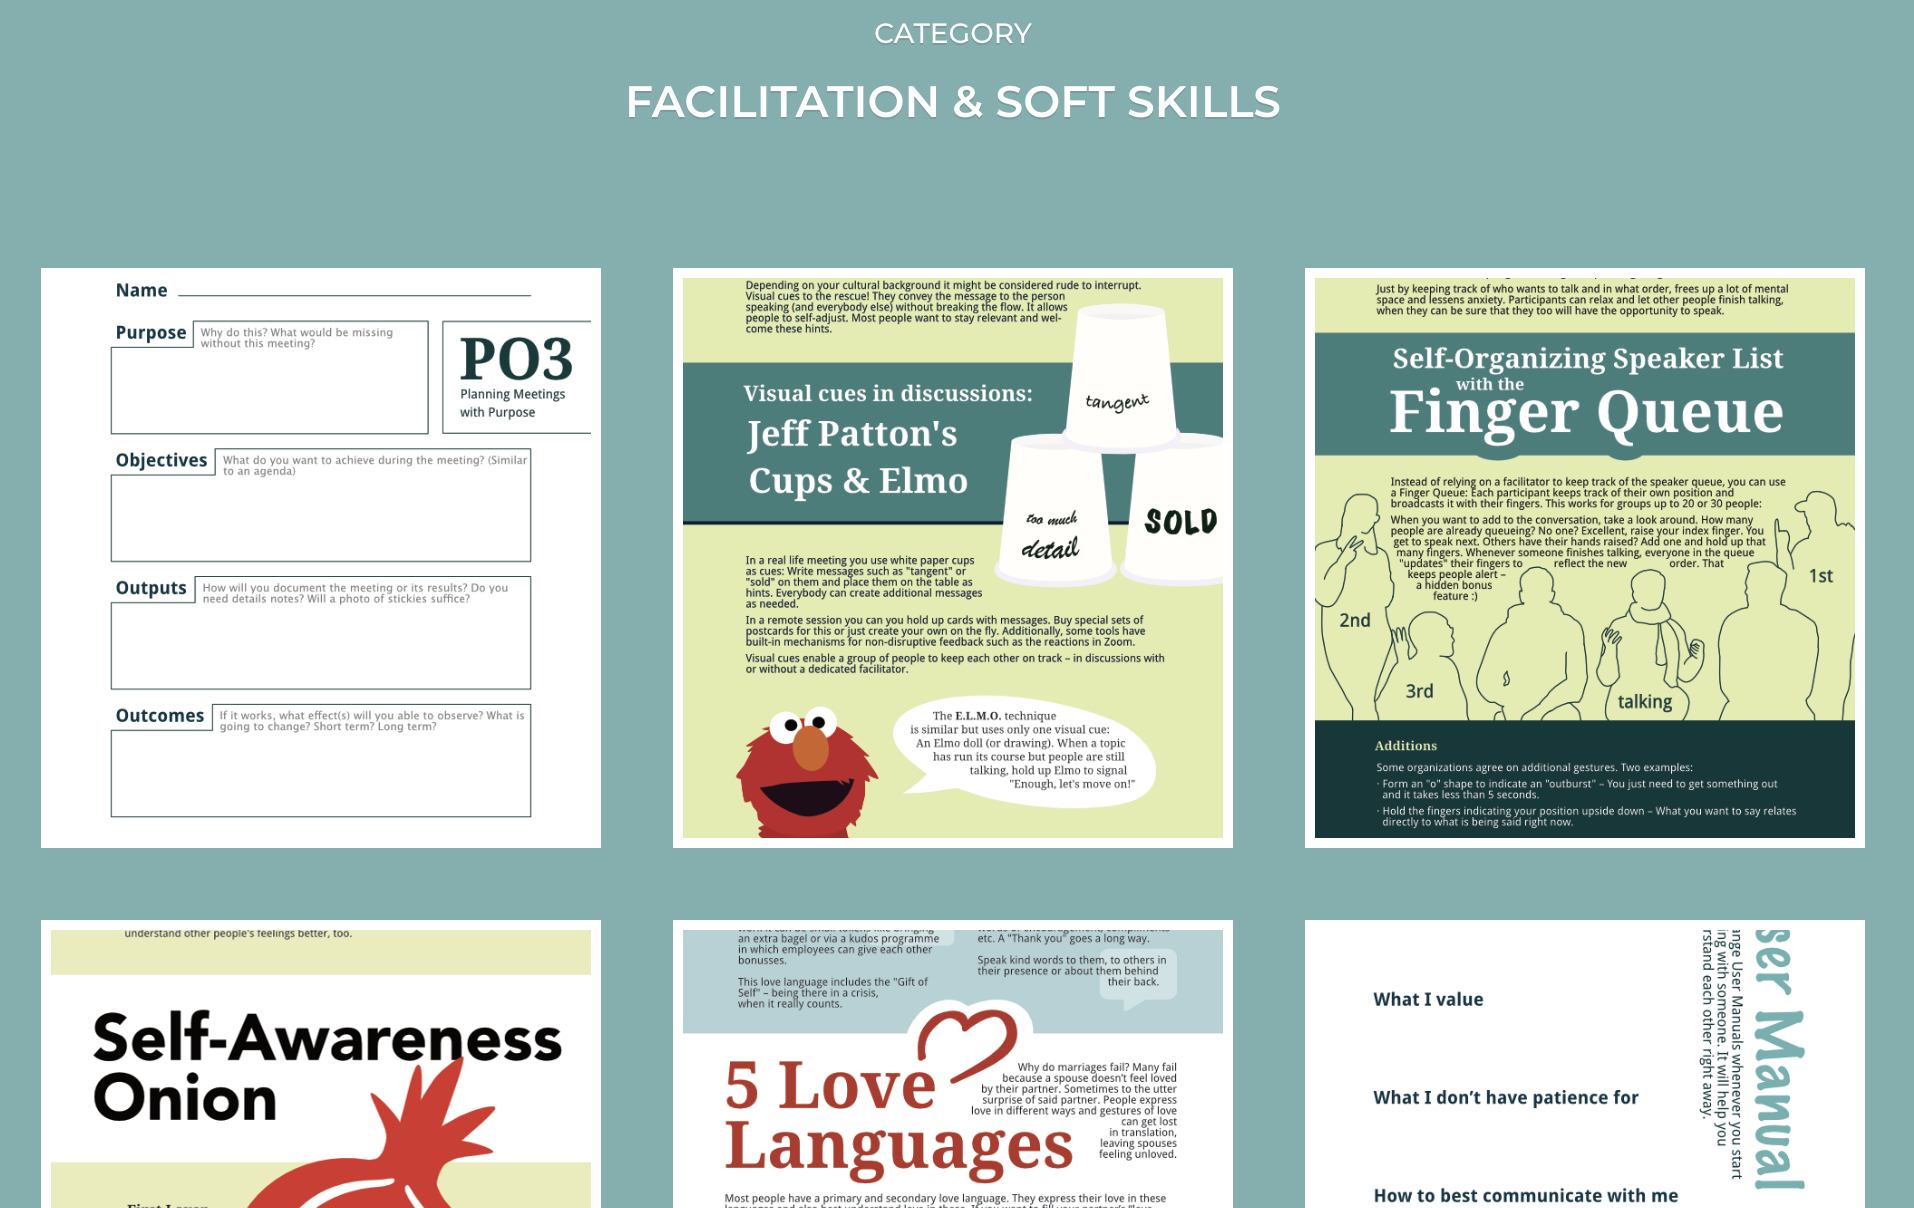 CATEGORY
FACILITATION & SOFT SKILLS
Name
Purpose
Why do this? What would be missing
without this meeting?
PO3
Planning Meetings
with Purpose
Objectives
What do you want to achieve during the meeting? (Similar
to an agenda)
Outputs
How will you document the meeting or its results? Do you
need details notes? Will a photo of stickies suffice?
Outcomes
If it works, what effect(s) will you able to observe? What is
going to change? Short term? Long term?
Depending on your cultural background it might be considered rude to interrupt.
Visual cues to the rescue! They convey the message to the person
speaking (and everybody else) without breaking the flow. It allows
people to self-adjust. Most people want to stay relevant and wel-
come these hints.
Visual cues in discussions:
Jeff Patton's
Cups & Elmo
tangent
too much
detail
SOLD
In a real life meeting you use white paper cups
as cues: Write messages such as "tangent" or
"sold" on them and place them on the table as
hints. Everybody can create additional messages
as needed.
In a remote session you can you hold up cards with messages. Buy special sets of
postcards for this or just create your own on the fly. Additionally, some tools have
built-in mechanisms for non-disruptive feedback such as the reactions in Zoom.
Visual cues enable a group of people to keep each other on track – in discussions with
or without a dedicated facilitator.
The E.L.M.O. technique
is similar but uses only one visual cue:
An Elmo doll (or drawing). When a topic
has run its course but people are still
talking, hold up Elmo to signal
"Enough, let's move on!"
Just by keeping track of who wants to talk and in what order, frees up a lot of mental
space and lessens anxiety. Participants can relax and let other people finish talking,
when they can be sure that they too will have the opportunity to speak.
Self-Organizing Speaker List
with the
Finger Queue
Instead of relying on a facilitator to keep track of the speaker queue, you can use
a Finger Queue: Each participant keeps track of their own position and
broadcasts it with their fingers. This works for groups up to 20 or 30 people:
When you want to add to the conversation, take a look around. How many
people are already queueing? No one? Excellent, raise your index finger. You
get to speak next. Others have their hands raised? Add one and hold up that
many fingers. Whenever someone finishes talking, everyone in the queue
"updates" their fingers to reflect the new order. That
keeps people alert –
a hidden bonus
feature :)
1st
2nd
3rd
talking
Additions
Some organizations agree on additional gestures. Two examples:
· Form an "o" shape to indicate an "outburst" – You just need to get something out
and it takes less than 5 seconds.
· Hold the fingers indicating your position upside down – What you want to say relates
directly to what is being said right now.
understand other people's feelings better, too.
Self-Awareness
Onion
an extra bagel or via a kudos programme
in which employees can give each other
bonusses.
This love language includes the "Gift of
Self" – being there in a crisis,
when it really counts.
etc. A "Thank you" goes a long way.
Speak kind words to them, to others in
their presence or about them behind
their back.
5 Love
Languages
Why do marriages fail? Many fail
because a spouse doesn't feel loved
by their partner. Sometimes to the utter
surprise of said partner. People express
love in different ways and gestures of love
can get lost
in translation,
leaving spouses
feeling unloved.
Most people have a primary and secondary love language. They express their love in these
ser Manual
ange User Manuals whenever you start
ing with someone. It will help you
rstand each other right away.
What I value
What I don't have patience for
How to best communicate with me